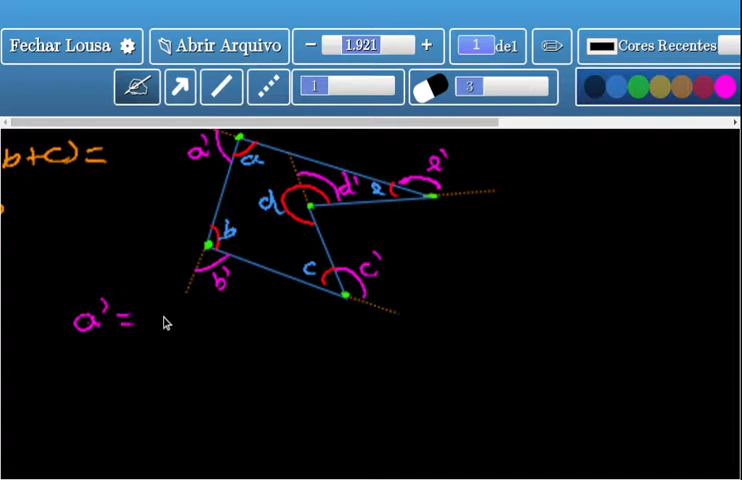 Fechar Lousa Abrir Arquivo − 1.921 + 1 de1 Cores Recentes
1 3
b+c)=
a' a e e'
d d'
b
c c'
b'
a' =